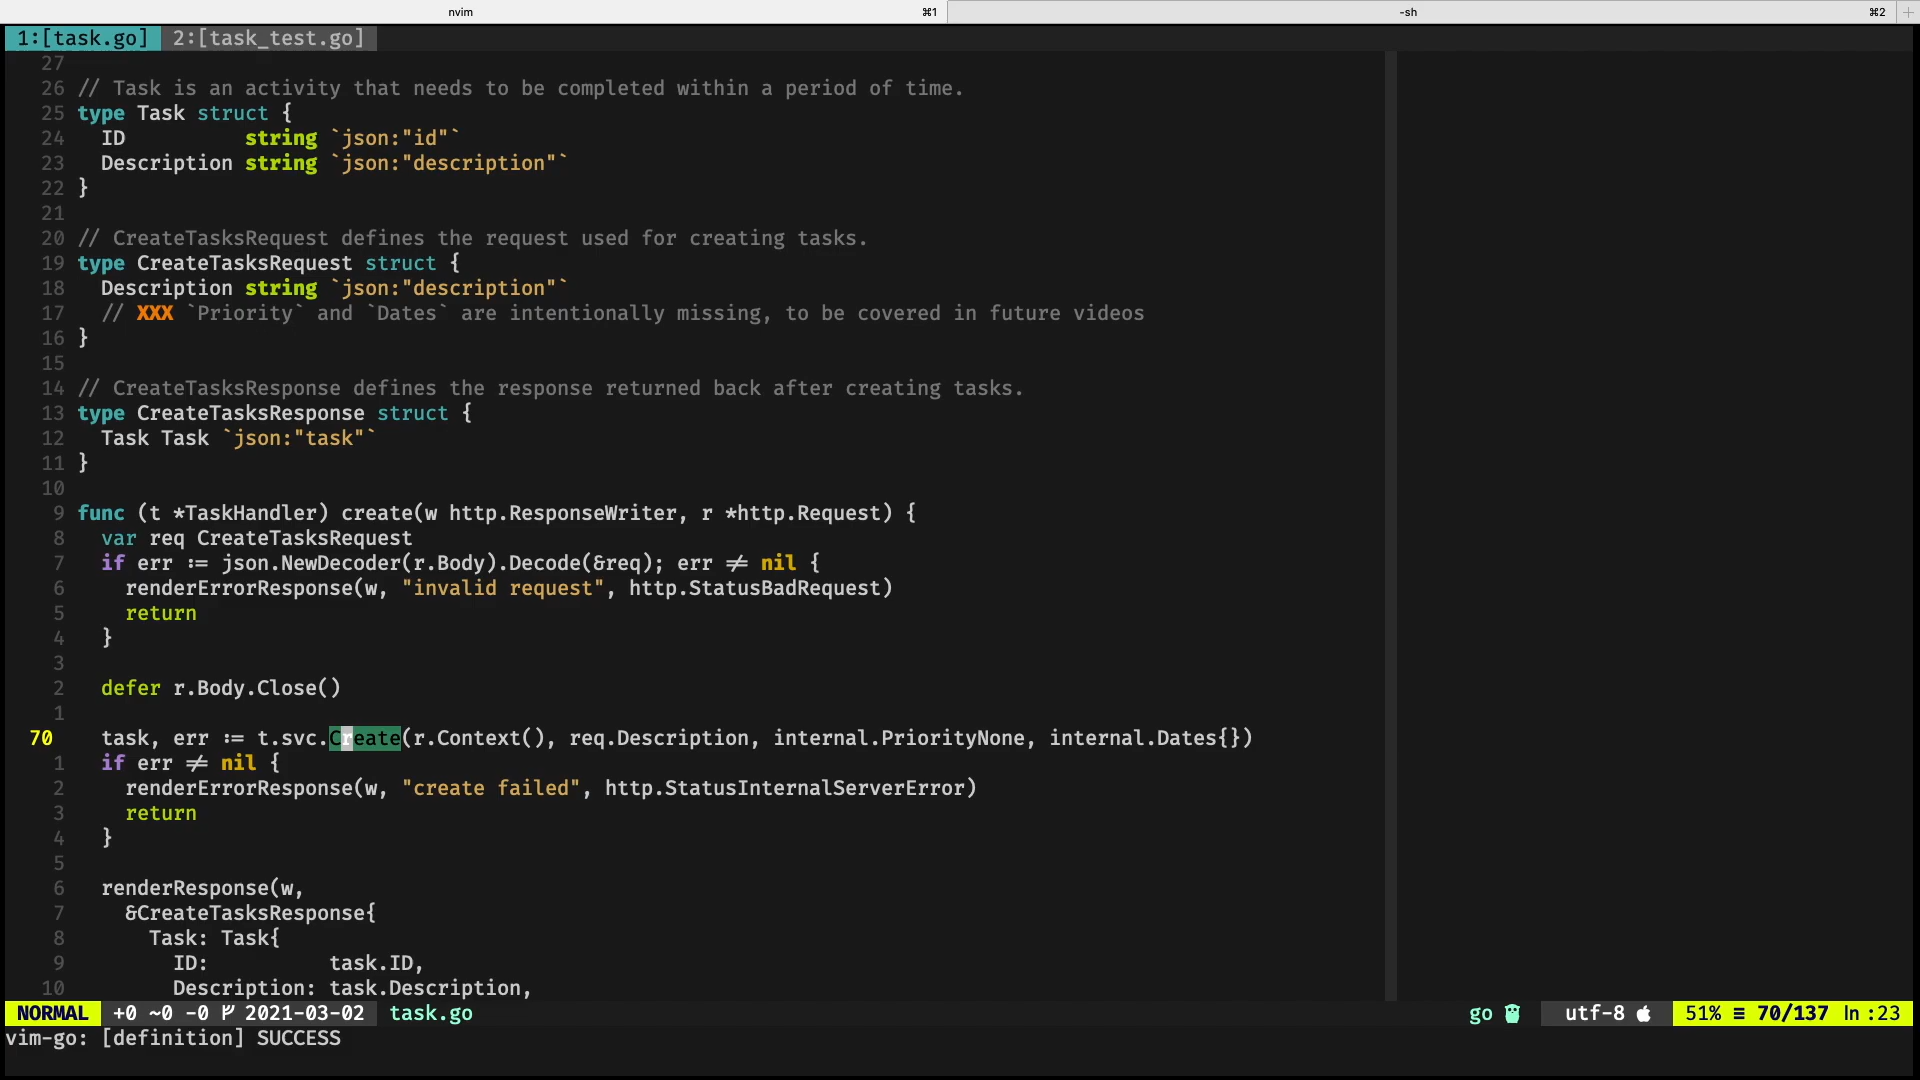 nvim ⌘1 -sh ⌘2 +
1:[task.go] 2:[task_test.go]
27
26 // Task is an activity that needs to be completed within a period of time.
25 type Task struct {
24   ID          string `json:"id"`
23   Description string `json:"description"`
22 }
21
20 // CreateTasksRequest defines the request used for creating tasks.
19 type CreateTasksRequest struct {
18   Description string `json:"description"`
17   // XXX `Priority` and `Dates` are intentionally missing, to be covered in future videos
16 }
15
14 // CreateTasksResponse defines the response returned back after creating tasks.
13 type CreateTasksResponse struct {
12   Task Task `json:"task"`
11 }
10
9 func (t *TaskHandler) create(w http.ResponseWriter, r *http.Request) {
8   var req CreateTasksRequest
7   if err := json.NewDecoder(r.Body).Decode(&req); err != nil {
6     renderErrorResponse(w, "invalid request", http.StatusBadRequest)
5     return
4   }
3
2   defer r.Body.Close()
1
70   task, err := t.svc.Create(r.Context(), req.Description, internal.PriorityNone, internal.Dates{})
1   if err != nil {
2     renderErrorResponse(w, "create failed", http.StatusInternalServerError)
3     return
4   }
5
6   renderResponse(w,
7     &CreateTasksResponse{
8       Task: Task{
9         ID:          task.ID,
10         Description: task.Description,
NORMAL +0 ~0 -0 2021-03-02 task.go go utf-8 51% ≡ 70/137 ln :23
vim-go: [definition] SUCCESS